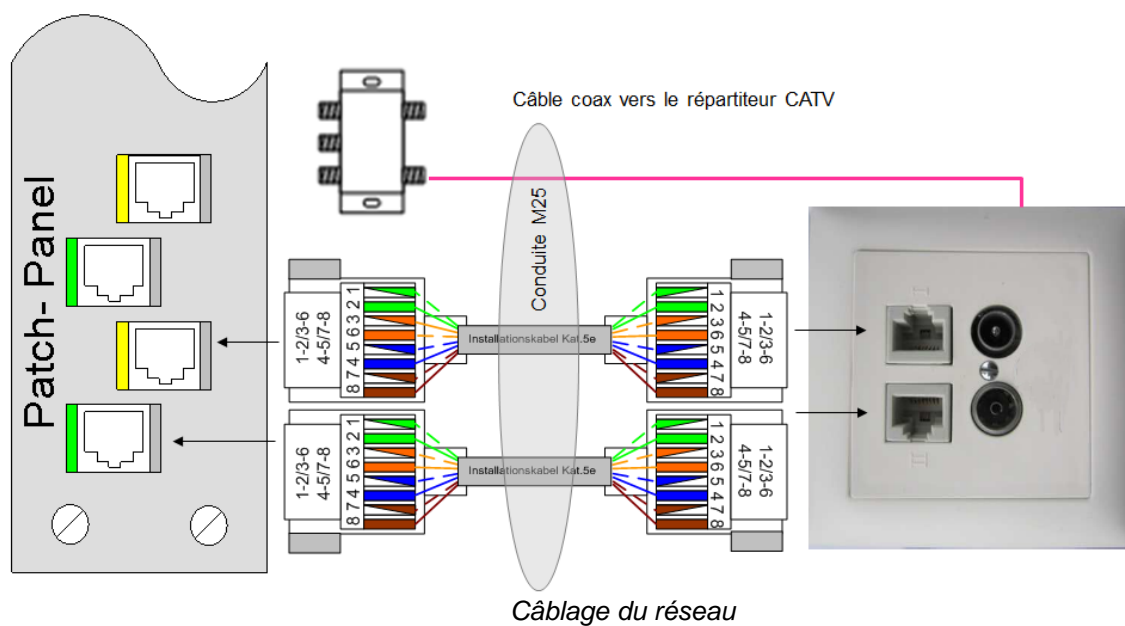 Câble coax vers le répartiteur CATV
Patch- Panel
Conduite M25
1-2/3-6
4-5/7-8
8 7 4 5 6 3 2 1
Installationskabel Kat.5e
1 2 3 6 5 4 7 8
1-2/3-6
4-5/7-8
1-2/3-6
4-5/7-8
8 7 4 5 6 3 2 1
Installationskabel Kat.5e
1 2 3 6 5 4 7 8
1-2/3-6
4-5/7-8
I
II
Câblage du réseau